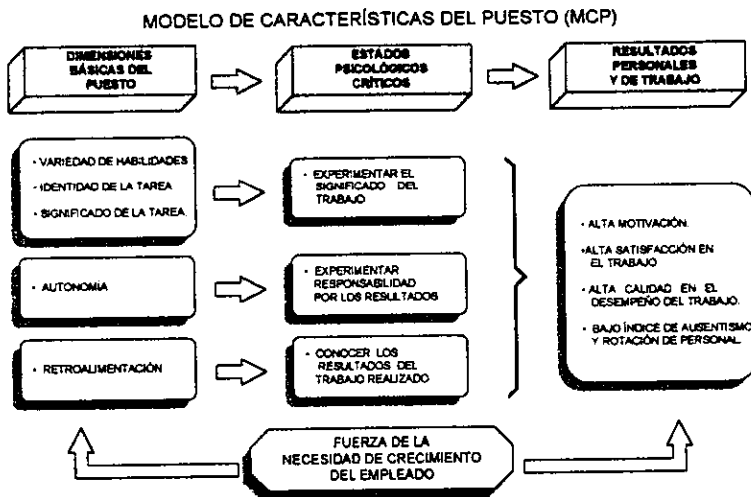 MODELO DE CARACTERÍSTICAS DEL PUESTO (MCP)
DIMENSIONES
BÁSICAS DEL
PUESTO
ESTADOS
PSICOLÓGICOS
CRÍTICOS
RESULTADOS
PERSONALES
Y DE TRABAJO
• VARIEDAD DE HABILIDADES
• IDENTIDAD DE LA TAREA
• SIGNIFICADO DE LA TAREA.
• EXPERIMENTAR EL
SIGNIFICADO DEL
TRABAJO
• AUTONOMÍA
• EXPERIMENTAR
RESPONSABILIDAD
POR LOS RESULTADOS
• RETROALIMENTACIÓN
• CONOCER LOS
RESULTADOS DEL
TRABAJO REALIZADO
• ALTA MOTIVACIÓN.
•ALTA SATISFACCIÓN EN
EL TRABAJO
• ALTA CALIDAD EN EL
DESEMPEÑO DEL TRABAJO.
• BAJO ÍNDICE DE AUSENTISMO
Y ROTACIÓN DE PERSONAL.
FUERZA DE LA
NECESIDAD DE CRECIMIENTO
DEL EMPLEADO